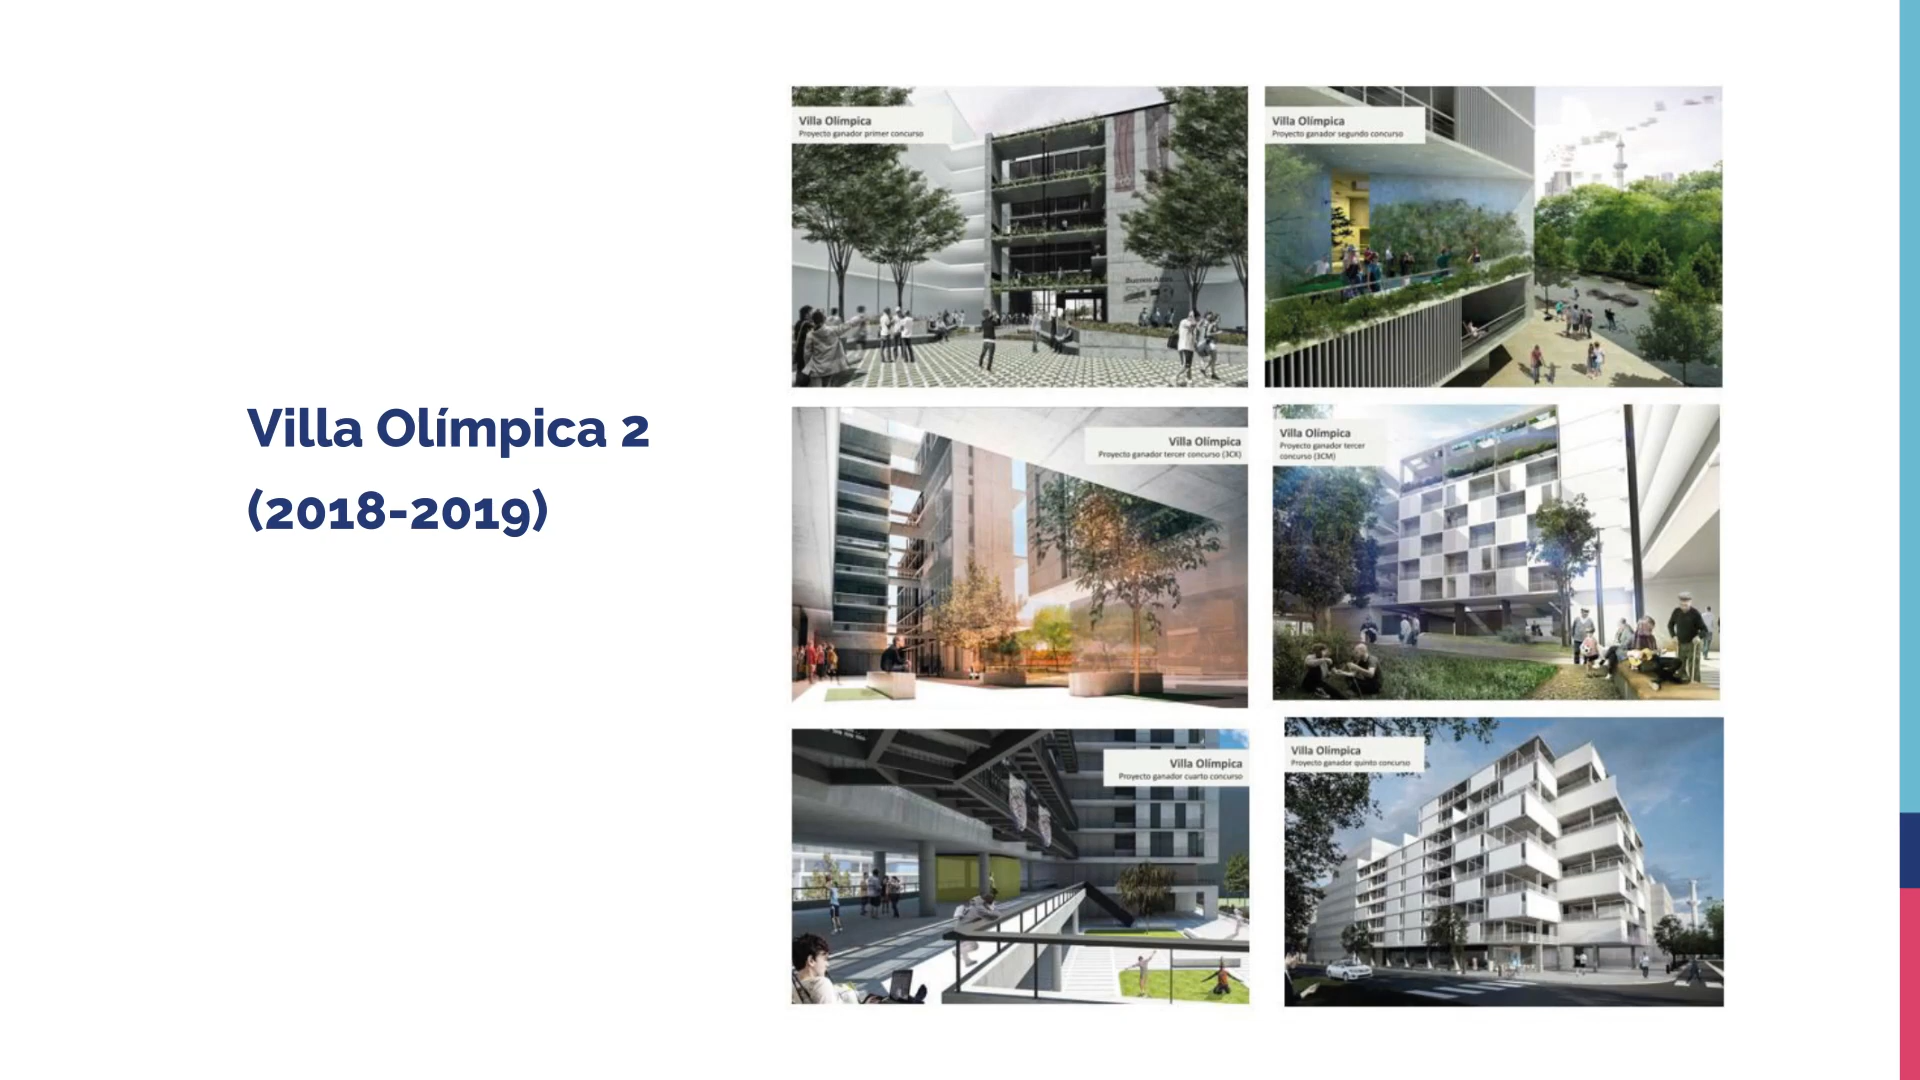 Villa Olímpica 2
(2018-2019)
Villa Olímpica
Proyecto ganador primer concurso
Buenos Aires
Villa Olímpica
Proyecto ganador segundo concurso
Villa Olímpica
Proyecto ganador tercer concurso (3CX)
Villa Olímpica
Proyecto ganador tercer
concurso (3CM)
Villa Olímpica
Proyecto ganador cuarto concurso
Villa Olímpica
Proyecto ganador quinto concurso